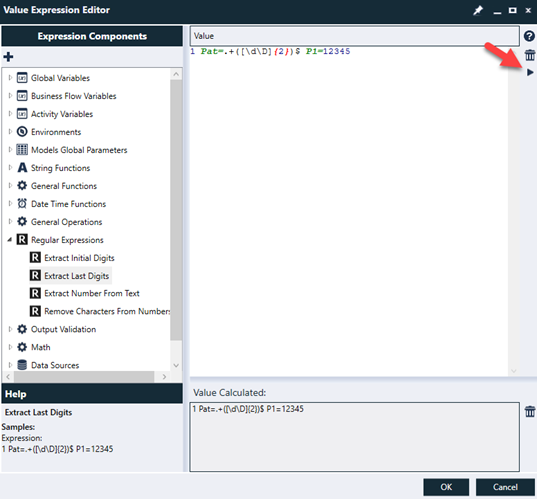 Value Expression Editor
Expression Components
Global Variables
Business Flow Variables
Activity Variables
Environments
Models Global Parameters
String Functions
General Functions
Date Time Functions
General Operations
Regular Expressions
R Extract Initial Digits
R Extract Last Digits
R Extract Number From Text
R Remove Characters From Numbers
Output Validation
Math
Data Sources
Help
Extract Last Digits
Samples:
Expression:
1 Pat=.+([\d\D]{2})$ P1=12345
Value
1 Pat=.+([\d\D]{2})$ P1=12345
Value Calculated:
1 Pat=.+([\d\D]{2})$ P1=12345
OK
Cancel